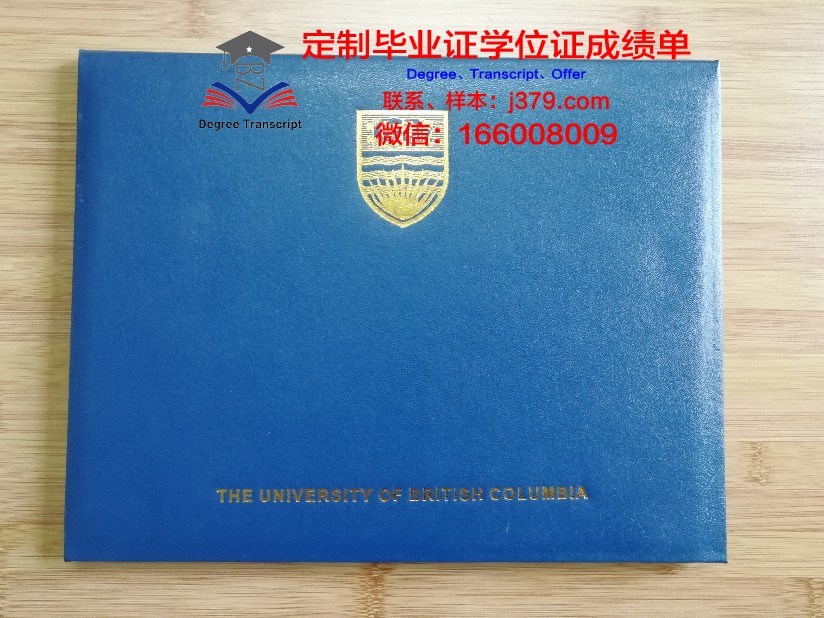 定制毕业证学位证成绩单
Degree、Transcript、Offer
联系、样本：j379.com
微信：166008009
Degree Transcript
THE UNIVERSITY OF BRITISH COLUMBIA